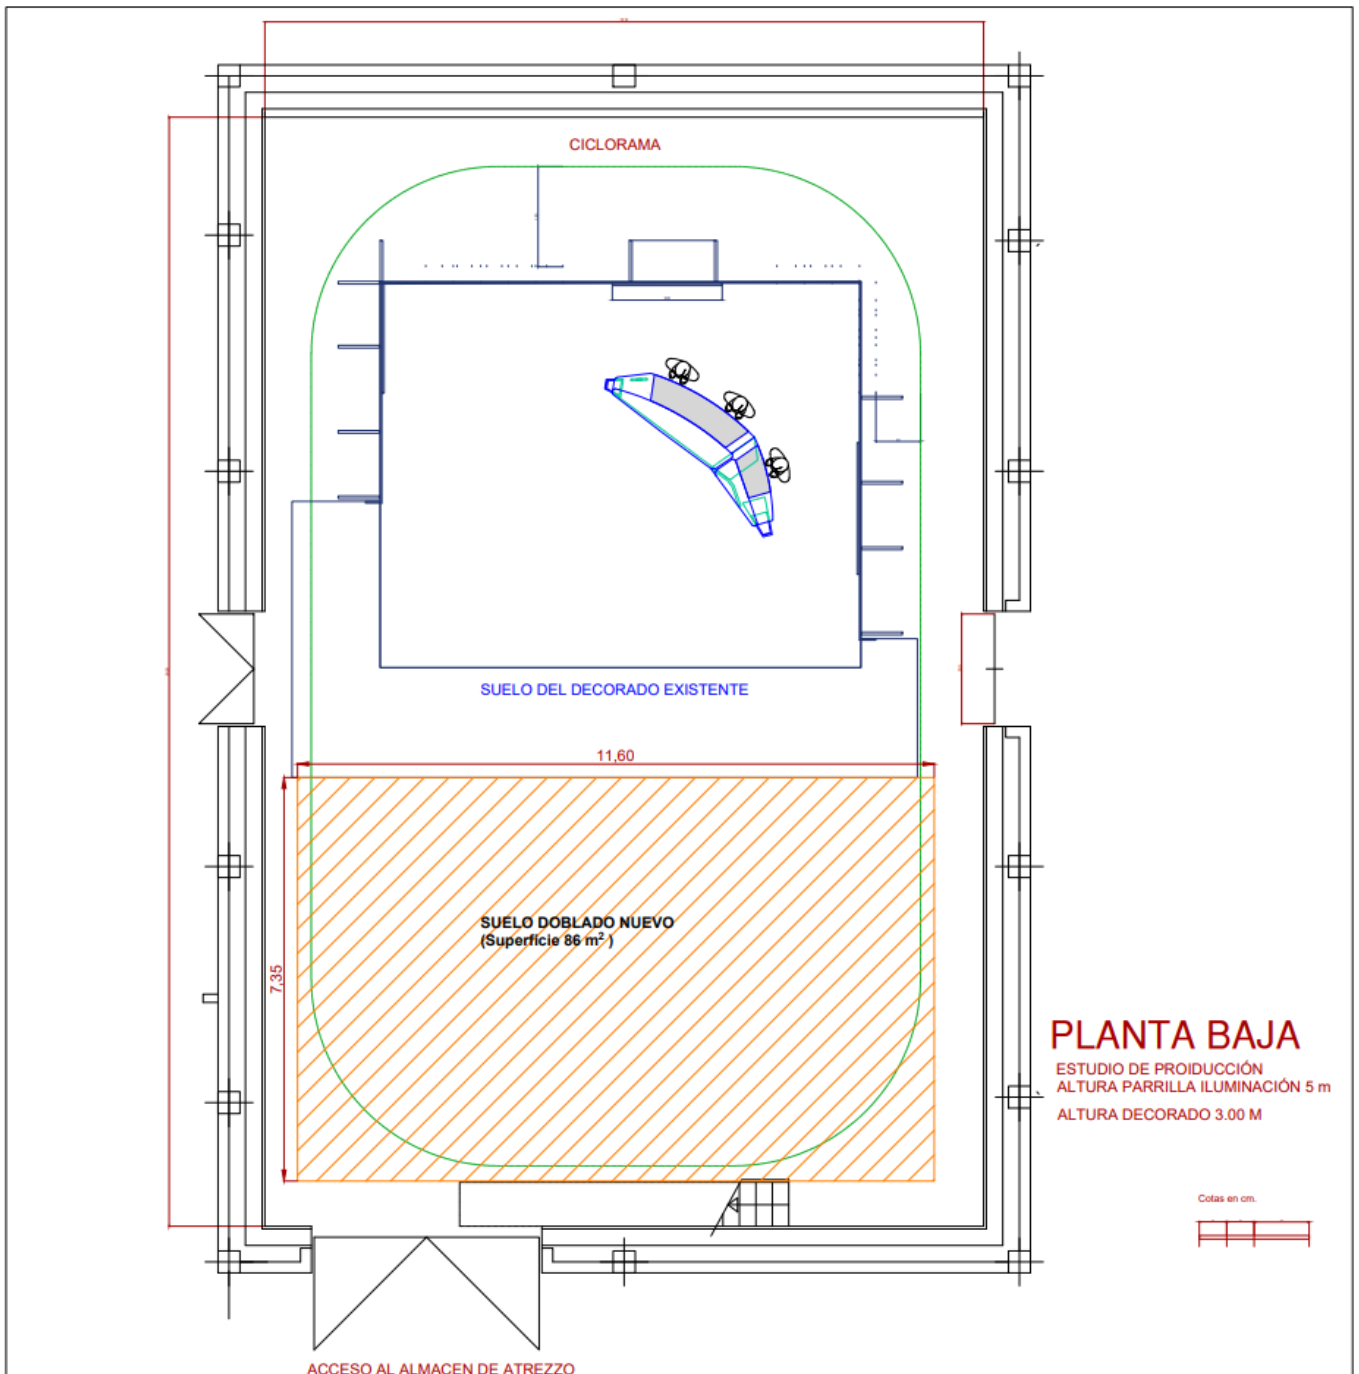 CICLORAMA
SUELO DEL DECORADO EXISTENTE
11,60
SUELO DOBLADO NUEVO
(Superficie 86 m² )
7,35
PLANTA BAJA
ESTUDIO DE PROIDUCCIÓN
ALTURA PARRILLA ILUMINACIÓN 5 m
ALTURA DECORADO 3.00 M
Cotas en cm.
ACCESO AL ALMACEN DE ATREZZO